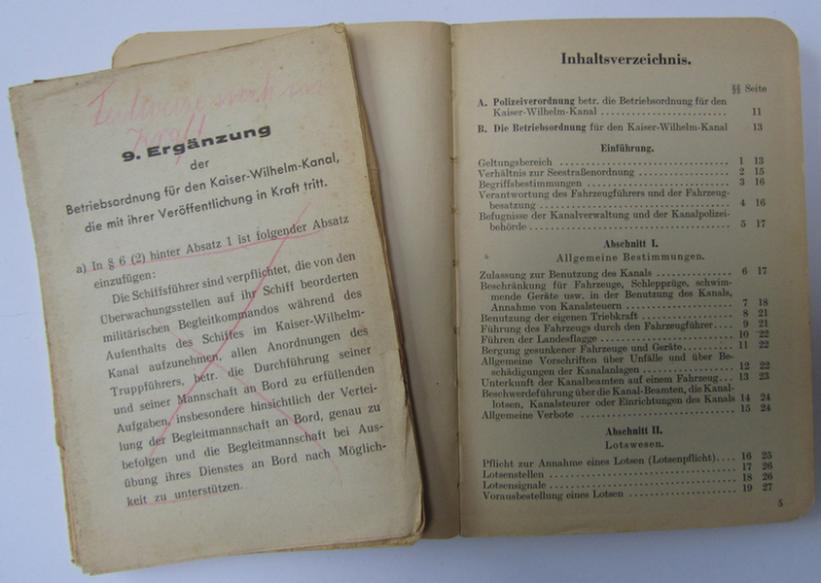 Teilweise noch in
Kraft
9. Ergänzung
der
Betriebsordnung für den Kaiser-Wilhelm-Kanal,
die mit ihrer Veröffentlichung in Kraft tritt.
a) In § 6 (2) hinter Absatz 1 ist folgender Absatz
einzufügen:
Die Schiffsführer sind verpflichtet, die von den
Überwachungsstellen auf ihr Schiff beorderten
militärischen Begleitkommandos während des
Aufenthalts des Schiffes im Kaiser-Wilhelm-
Kanal aufzunehmen, allen Anordnungen des
Truppführers, betr. die Durchführung seiner
und seiner Mannschaft an Bord zu erfüllenden
Aufgaben, insbesondere hinsichtlich der Vertei-
lung der Begleitmannschaft an Bord, genau zu
befolgen und die Begleitmannschaft bei Aus-
übung ihres Dienstes an Bord nach Möglich-
keit zu unterstützen.
Inhaltsverzeichnis.
§§ Seite
A. Polizeiverordnung betr. die Betriebsordnung für den
Kaiser-Wilhelm-Kanal 11
B. Die Betriebsordnung für den Kaiser-Wilhelm-Kanal 13
Einführung.
Geltungsbereich 1 13
Verhältnis zur Seestraßenordnung 2 15
Begriffsbestimmungen 3 16
Verantwortung des Fahrzeugführers und der Fahrzeug-
besatzung 4 16
Befugnisse der Kanalverwaltung und der Kanalpolizei-
behörde 5 17
Abschnitt I.
Allgemeine Bestimmungen.
Zulassung zur Benutzung des Kanals 6 17
Beschränkung für Fahrzeuge, Schleppzüge, schwim-
mende Geräte usw. in der Benutzung des Kanals,
Annahme von Kanalsteuern 7 18
Benutzung der eigenen Triebkraft 8 21
Führung des Fahrzeugs durch den Fahrzeugführer 9 21
Führen der Landesflagge 10 22
Bergung gesunkener Fahrzeuge und Geräte 11 22
Allgemeine Vorschriften über Unfälle und über Be-
schädigungen der Kanalanlagen 12 22
Unterkunft der Kanalbeamten auf einem Fahrzeug 13 23
Beschwerdeführung über die Kanal-Beamten, die Kanal-
lotsen, Kanalsteurer oder Einrichtungen des Kanals 14 24
Allgemeine Verbote 15 24
Abschnitt II
Lotswesen.
Pflicht zur Annahme eines Lotsen (Lotsenpflicht) 16 25
Lotsenstellen 17 26
Lotsensignale 18 26
Vorausbestellung eines Lotsen 19 27
5